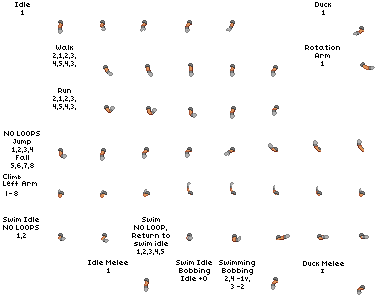 Idle
1
Duck
1
Walk
2,1,2,3,
4,5,4,3,
Rotation
Arm
1
Run
2,1,2,3,
4,5,4,3,
NO LOOPS
Jump
1,2,3,4
Fall
5,6,7,8
Climb
Left Arm
1-8
Swim Idle
NO LOOPS
1,2
Swim
NO LOOP,
Return to
swim idle
1,2,3,4,5
Swim Idle
Bobbing
Idle +0
Swimming
Bobbing
2,4 -1v,
3 -2
Idle Melee
1
Duck Melee
1